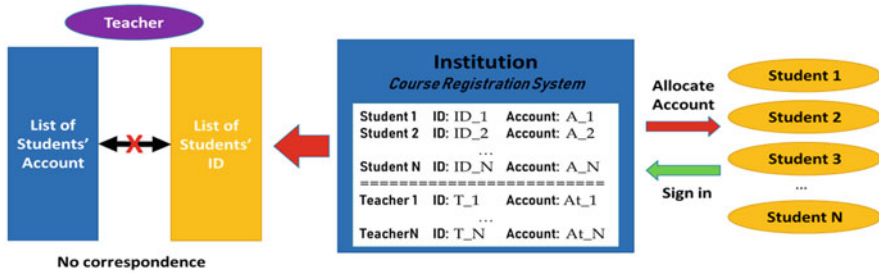 Teacher
List of
Students'
Account
X
List of
Students'
ID
No correspondence
Institution
Course Registration System
Student 1 ID: ID_1 Account: A_1
Student 2 ID: ID_2 Account: A_2
...
Student N ID: ID_N Account: A_N
==========================
Teacher 1 ID: T_1 Account: At_1
...
TeacherN ID: T_N Account: At_N
Allocate
Account
Sign in
Student 1
Student 2
Student 3
...
Student N